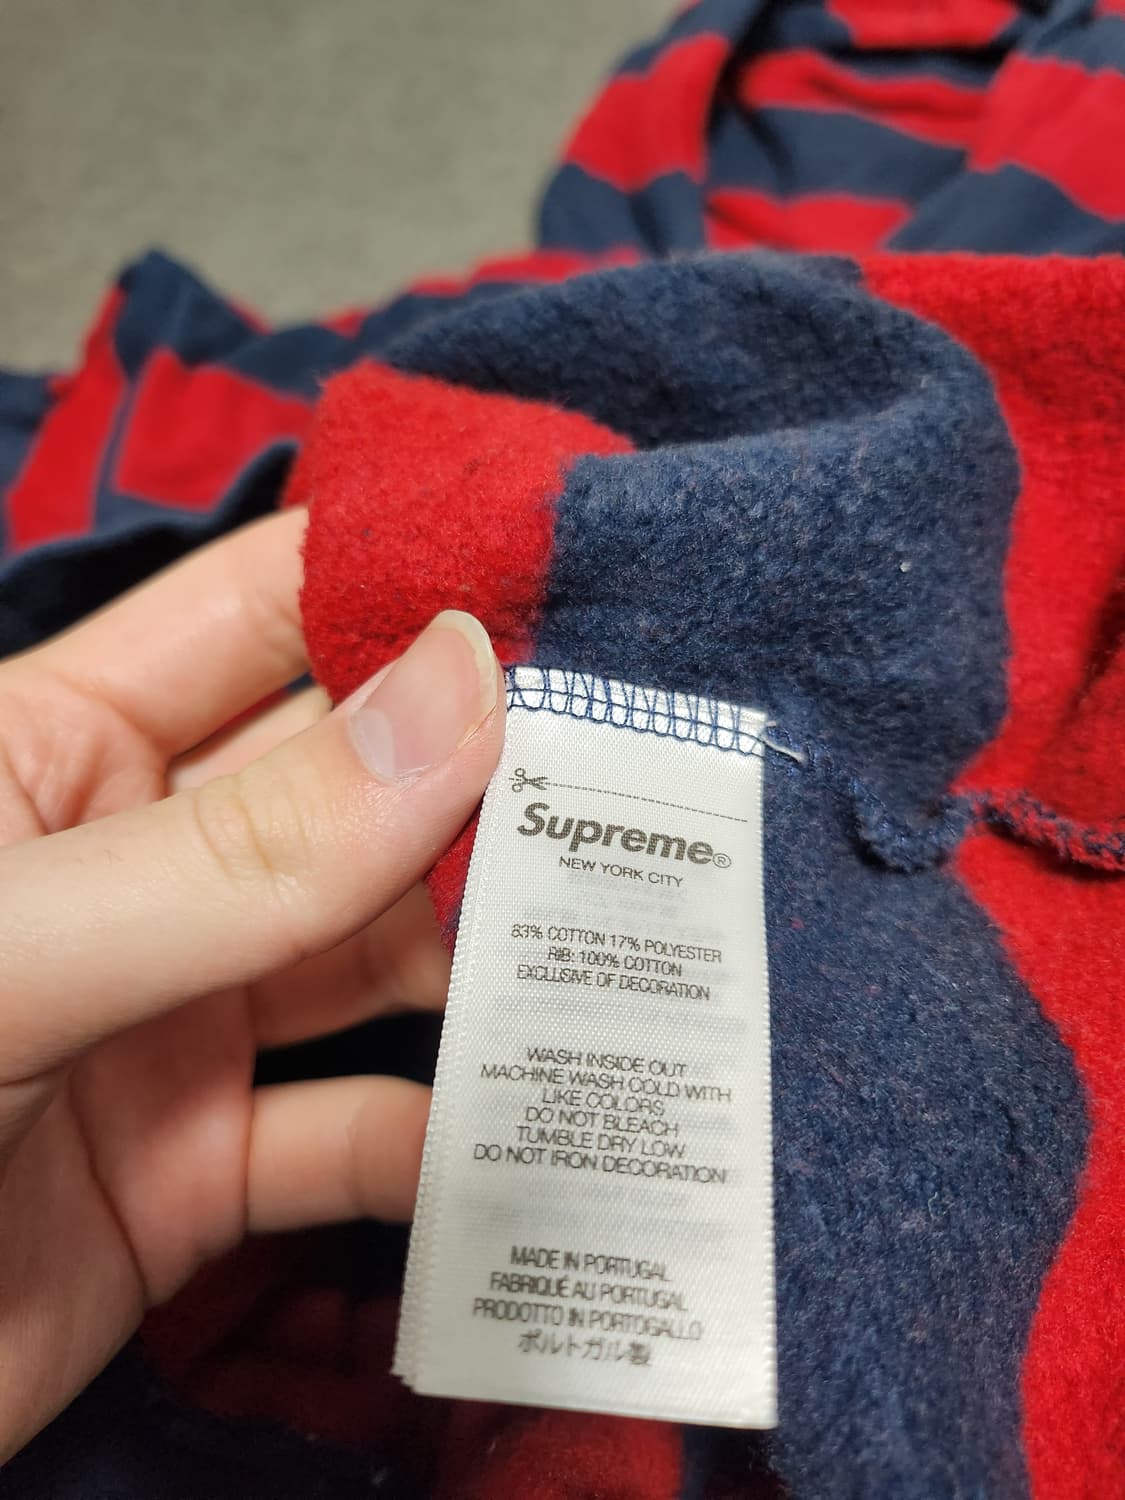 Supreme®
NEW YORK CITY
83% COTTON 17% POLYESTER
RIB: 100% COTTON
EXCLUSIVE OF DECORATION
WASH INSIDE OUT
MACHINE WASH COLD WITH
LIKE COLORS
DO NOT BLEACH
TUMBLE DRY LOW
DO NOT IRON DECORATION
MADE IN PORTUGAL
FABRIQUÉ AU PORTUGAL
PRODOTTO IN PORTOGALLO
ポルトガル製